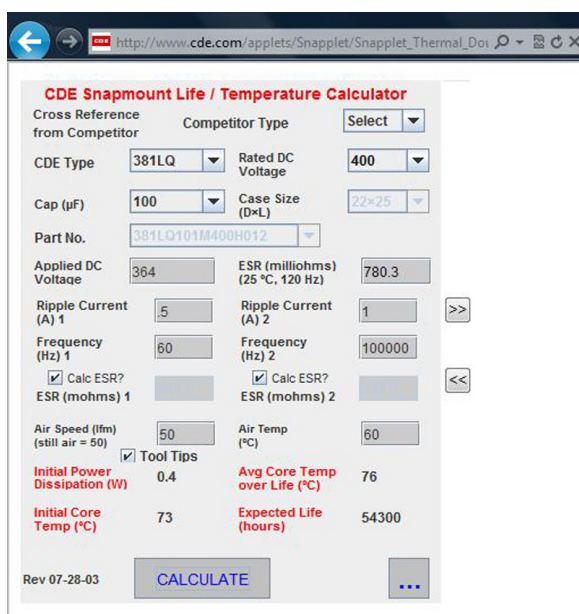 CDE http://www.cde.com/applets/Snapplet/Snapplet_Thermal_Do
CDE Snapmount Life / Temperature Calculator
Cross Reference from Competitor
Competitor Type Select
CDE Type 381LQ Rated DC Voltage 400
Cap (µF) 100 Case Size (D×L) 22×25
Part No. 381LQ101M400H012
Applied DC Voltage 364 ESR (milliohms) (25 ºC, 120 Hz) 780.3
Ripple Current (A) 1 .5 Ripple Current (A) 2 1 >>
Frequency (Hz) 1 60 Frequency (Hz) 2 100000
Calc ESR? Calc ESR? <<
ESR (mohms) 1 ESR (mohms) 2
Air Speed (lfm) (still air = 50) 50 Air Temp (ºC) 60
Tool Tips
Initial Power Dissipation (W) 0.4 Avg Core Temp over Life (ºC) 76
Initial Core Temp (ºC) 73 Expected Life (hours) 54300
Rev 07-28-03 CALCULATE ...